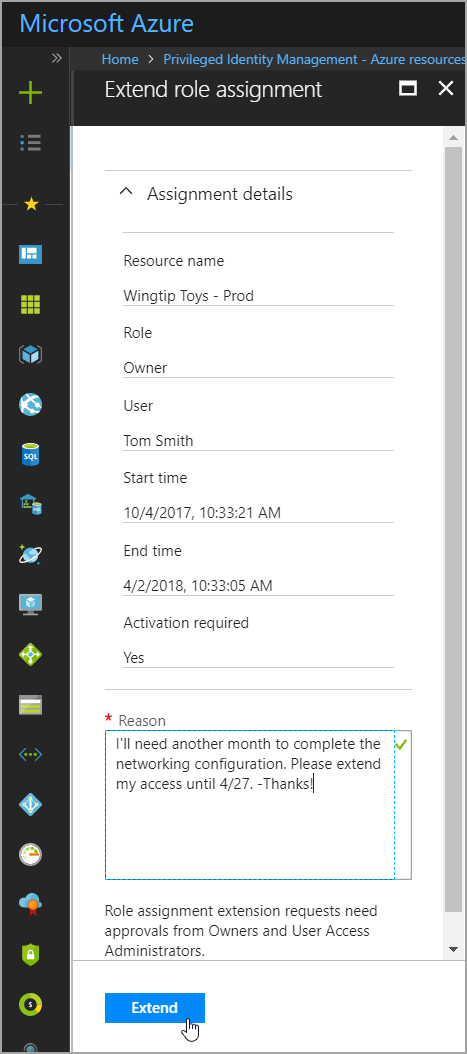 Microsoft Azure
Home > Privileged Identity Management - Azure resources
Extend role assignment
Assignment details
Resource name
Wingtip Toys - Prod
Role
Owner
User
Tom Smith
Start time
10/4/2017, 10:33:21 AM
End time
4/2/2018, 10:33:05 AM
Activation required
Yes
* Reason
I'll need another month to complete the
networking configuration. Please extend
my access until 4/27. -Thanks!
Role assignment extension requests need
approvals from Owners and User Access
Administrators.
Extend